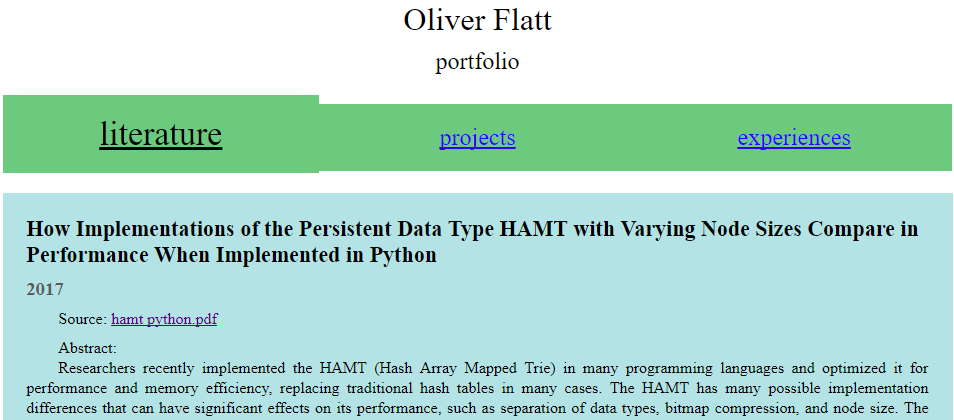 Oliver Flatt
portfolio
literature
projects
experiences
How Implementations of the Persistent Data Type HAMT with Varying Node Sizes Compare in
Performance When Implemented in Python
2017
Source: hamt python.pdf
Abstract:
Researchers recently implemented the HAMT (Hash Array Mapped Trie) in many programming languages and optimized it for
performance and memory efficiency, replacing traditional hash tables in many cases. The HAMT has many possible implementation
differences that can have significant effects on its performance, such as separation of data types, bitmap compression, and node size. The